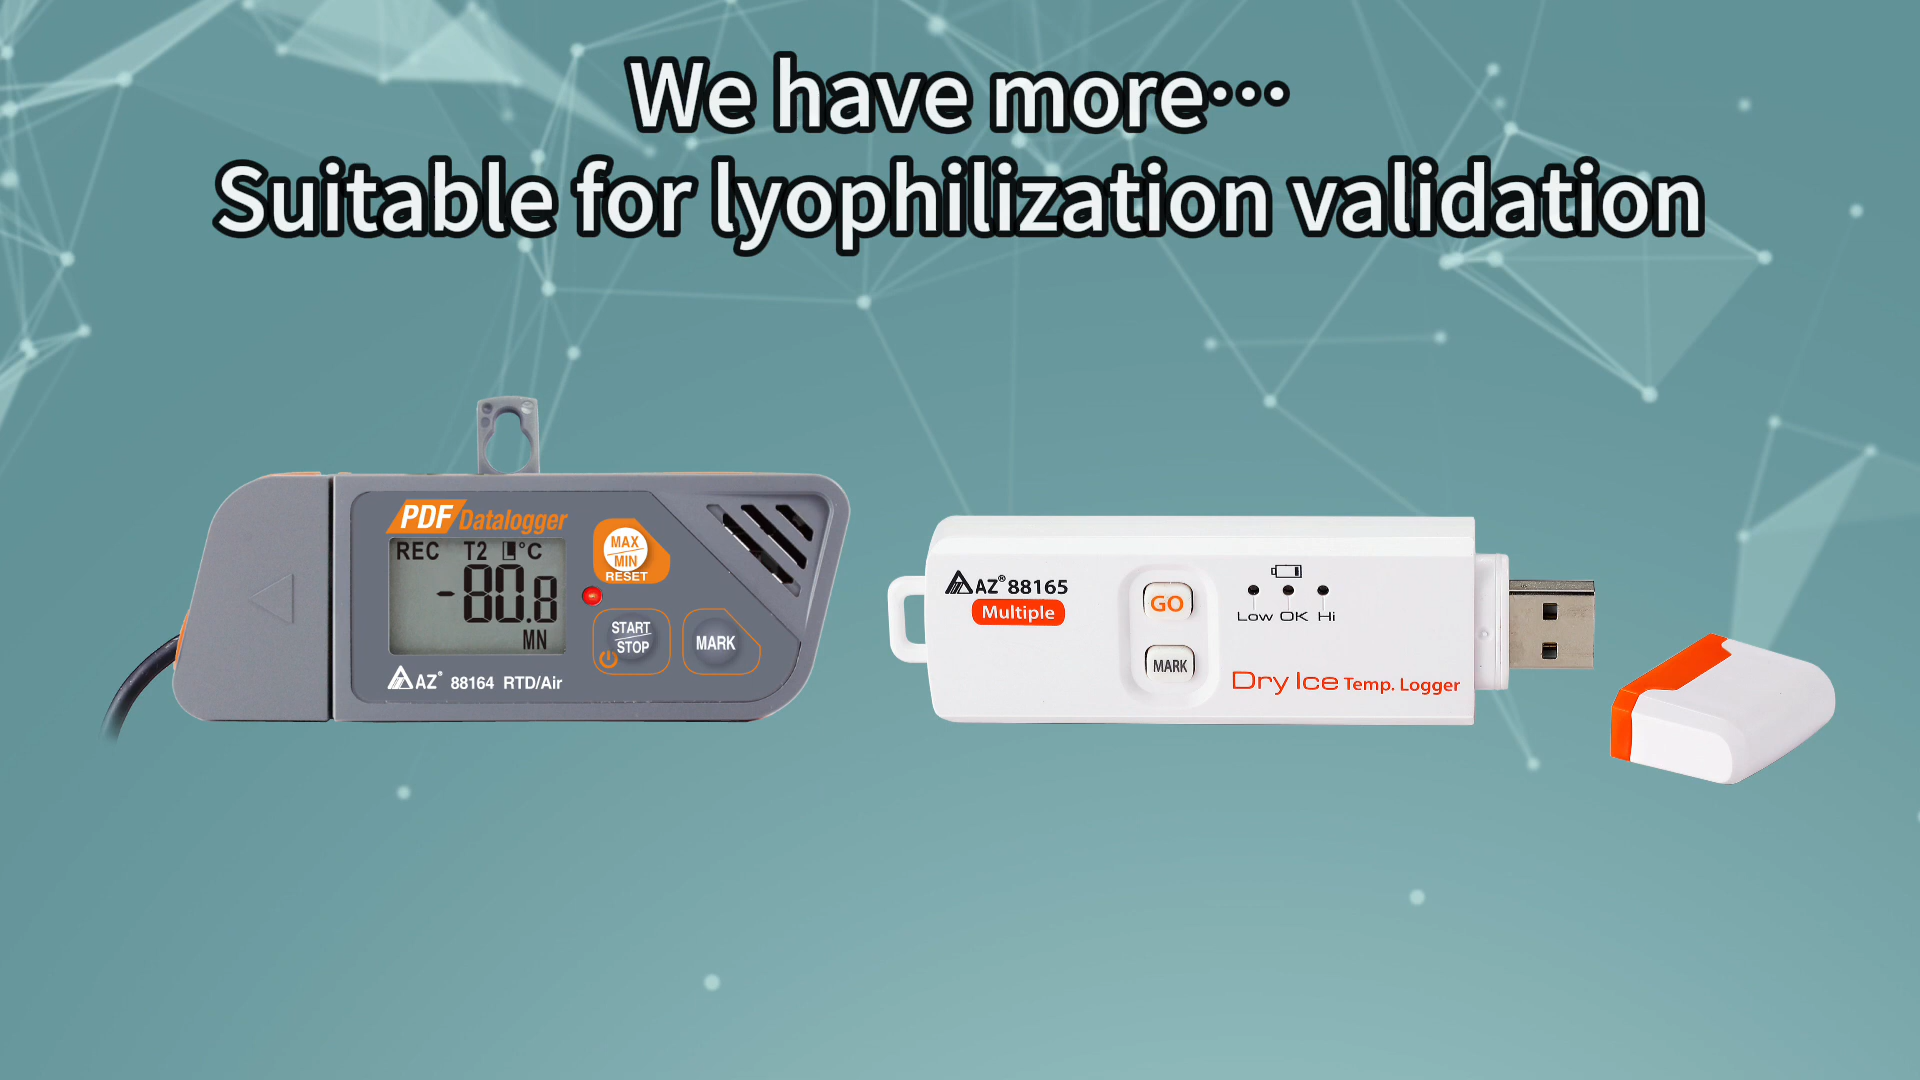 We have more…
Suitable for lyophilization validation
PDF Datalogger
REC T2 °C
-80.8
MN
MAX
MIN
RESET
START
STOP
MARK
AZ® 88164 RTD/Air
AZ® 88165
Multiple
GO
MARK
Low OK Hi
Dry Ice Temp. Logger